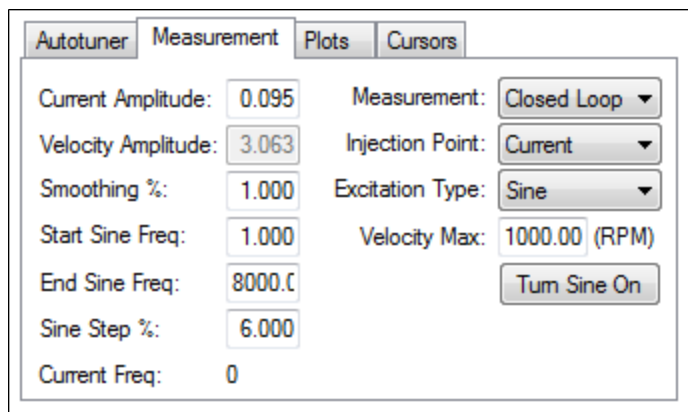 Autotuner Measurement Plots Cursors
Current Amplitude: 0.095 Measurement: Closed Loop
Velocity Amplitude: 3.063 Injection Point: Current
Smoothing %: 1.000 Excitation Type: Sine
Start Sine Freq: 1.000 Velocity Max: 1000.00 (RPM)
End Sine Freq: 8000.0 Turn Sine On
Sine Step %: 6.000
Current Freq: 0